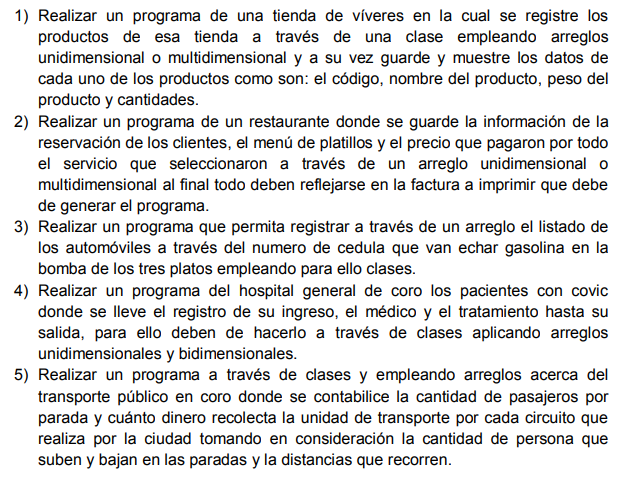 1) Realizar un programa de una tienda de víveres en la cual se registre los
productos de esa tienda a través de una clase empleando arreglos
unidimensional o multidimensional y a su vez guarde y muestre los datos de
cada uno de los productos como son: el código, nombre del producto, peso del
producto y cantidades.
2) Realizar un programa de un restaurante donde se guarde la información de la
reservación de los clientes, el menú de platillos y el precio que pagaron por todo
el servicio que seleccionaron a través de un arreglo unidimensional o
multidimensional al final todo deben reflejarse en la factura a imprimir que debe
de generar el programa.
3) Realizar un programa que permita registrar a través de un arreglo el listado de
los automóviles a través del numero de cedula que van echar gasolina en la
bomba de los tres platos empleando para ello clases.
4) Realizar un programa del hospital general de coro los pacientes con covic
donde se lleve el registro de su ingreso, el médico y el tratamiento hasta su
salida, para ello deben de hacerlo a través de clases aplicando arreglos
unidimensionales y bidimensionales.
5) Realizar un programa a través de clases y empleando arreglos acerca del
transporte público en coro donde se contabilice la cantidad de pasajeros por
parada y cuánto dinero recolecta la unidad de transporte por cada circuito que
realiza por la ciudad tomando en consideración la cantidad de persona que
suben y bajan en las paradas y la distancias que recorren.